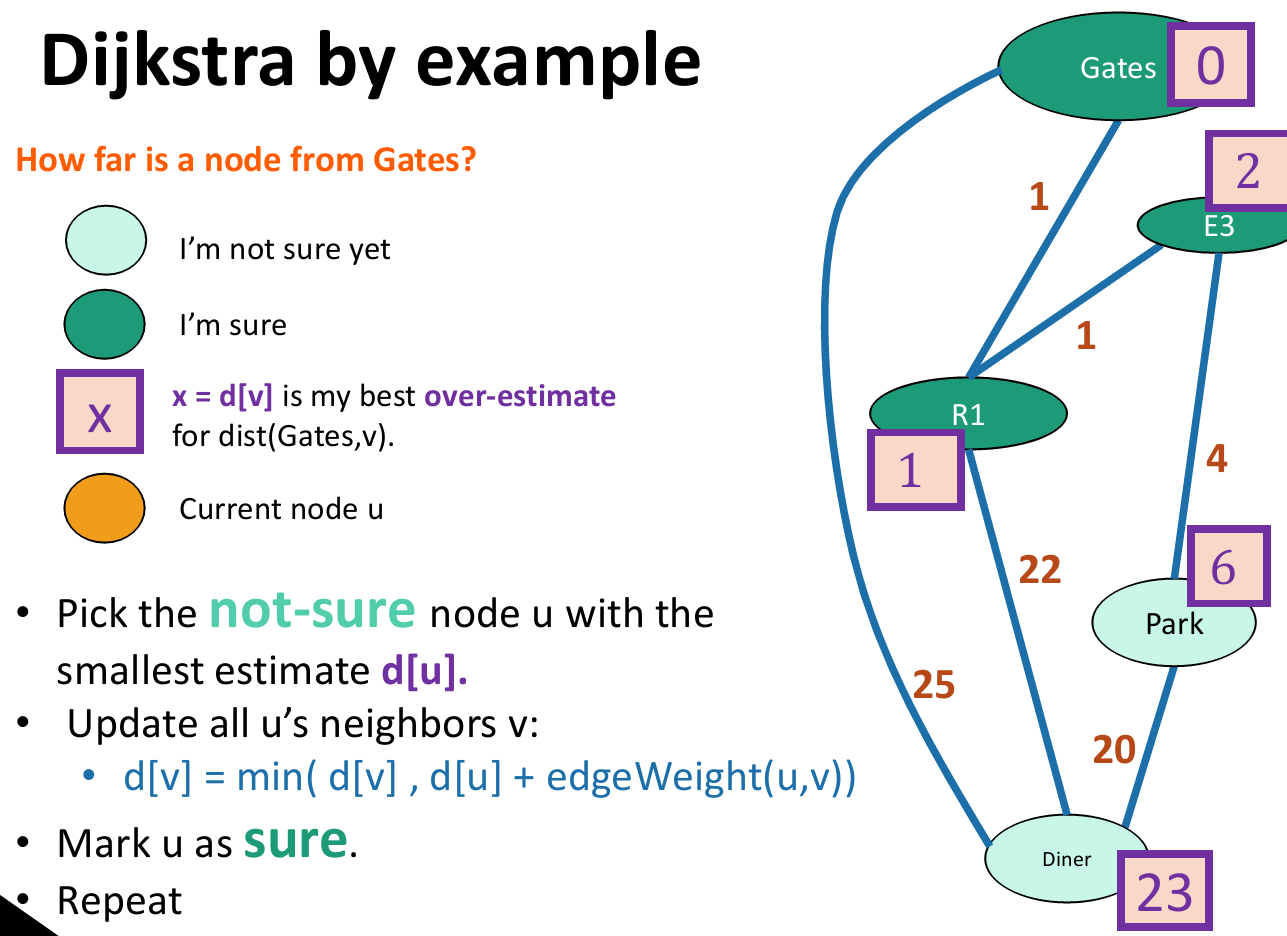 Dijkstra by example
How far is a node from Gates?
I'm not sure yet
I'm sure
x
x = d[v] is my best over-estimate
for dist(Gates,v).
Current node u
• Pick the not-sure node u with the
smallest estimate d[u].
• Update all u's neighbors v:
• d[v] = min( d[v] , d[u] + edgeWeight(u,v))
• Mark u as sure.
• Repeat
Gates
0
2
E3
1
1
R1
1
4
6
22
Park
25
20
Diner
23